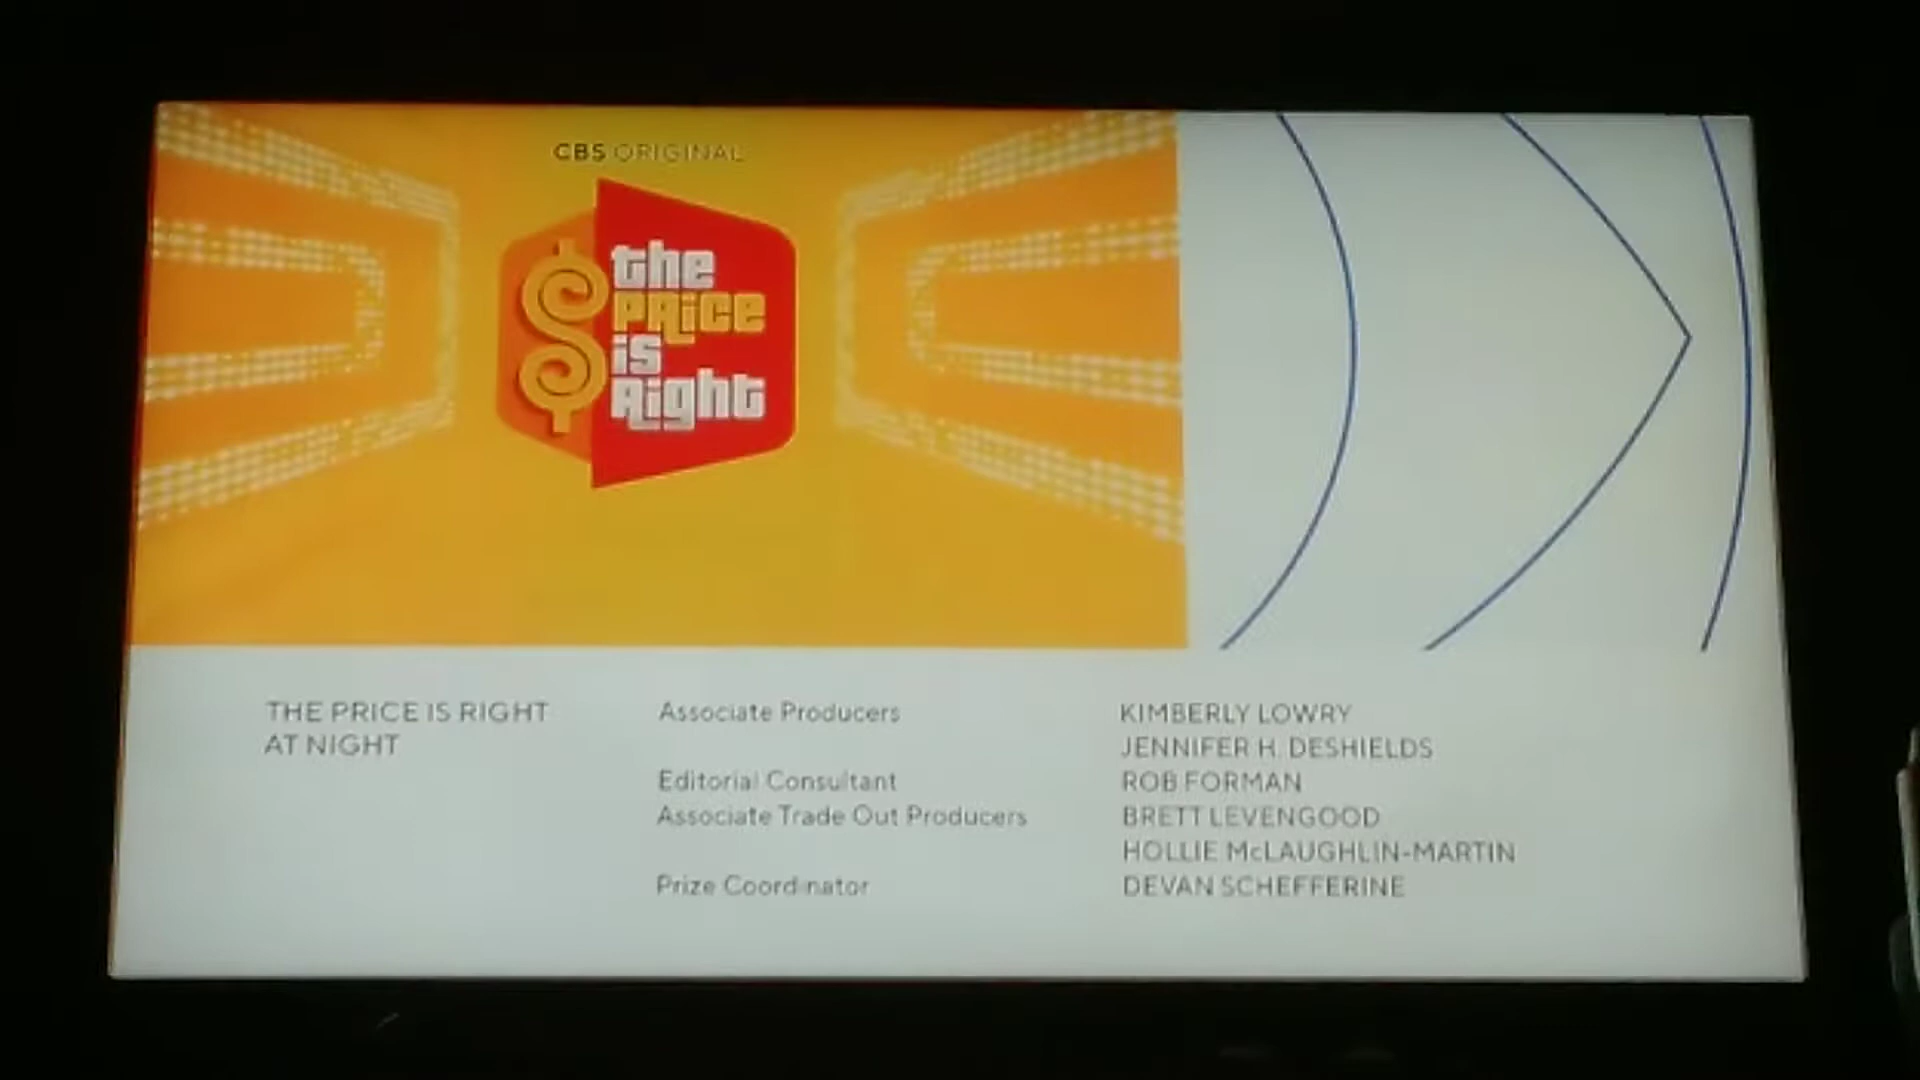 CBS ORIGINAL
the
PRICE
is
Right
THE PRICE IS RIGHT
AT NIGHT
Associate Producers
KIMBERLY LOWRY
JENNIFER H. DESHIELDS
Editorial Consultant
ROB FORMAN
Associate Trade Out Producers
BRETT LEVENGOOD
HOLLIE McLAUGHLIN-MARTIN
Prize Coordinator
DEVAN SCHEFFERINE